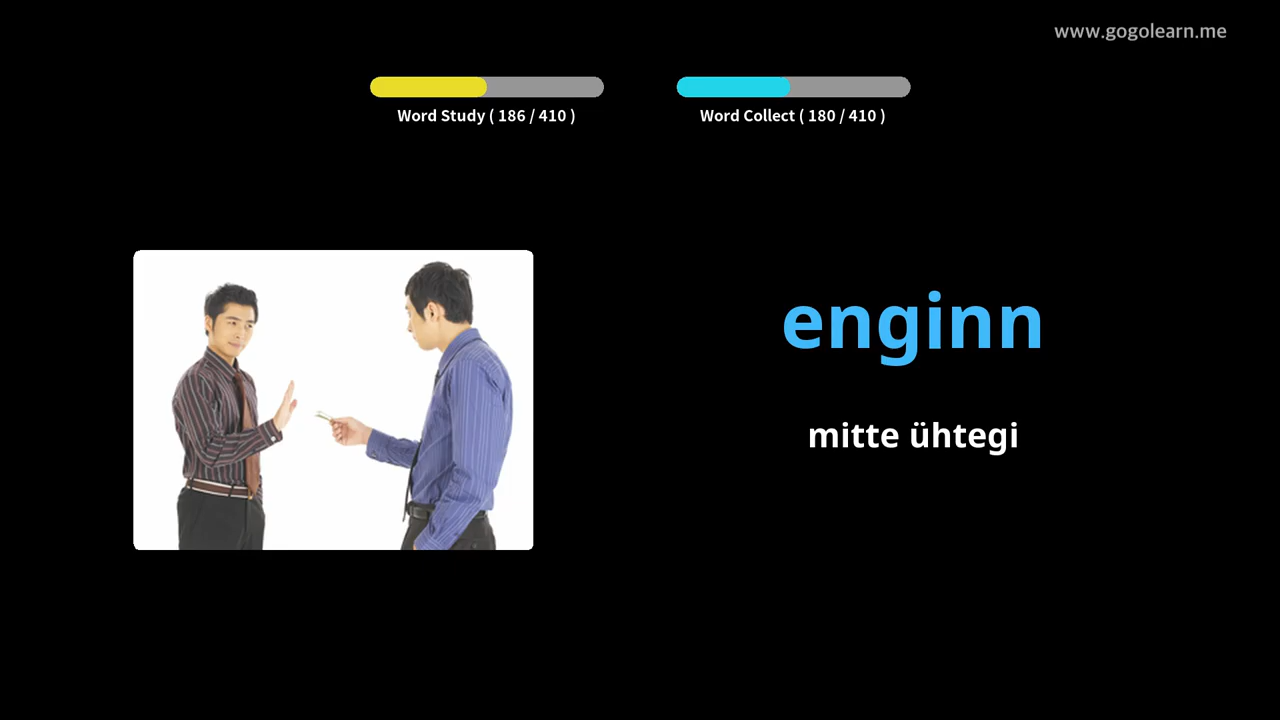 www.gogolearn.me
Word Study ( 186 / 410 )
Word Collect ( 180 / 410 )
enginn
mitte ühtegi